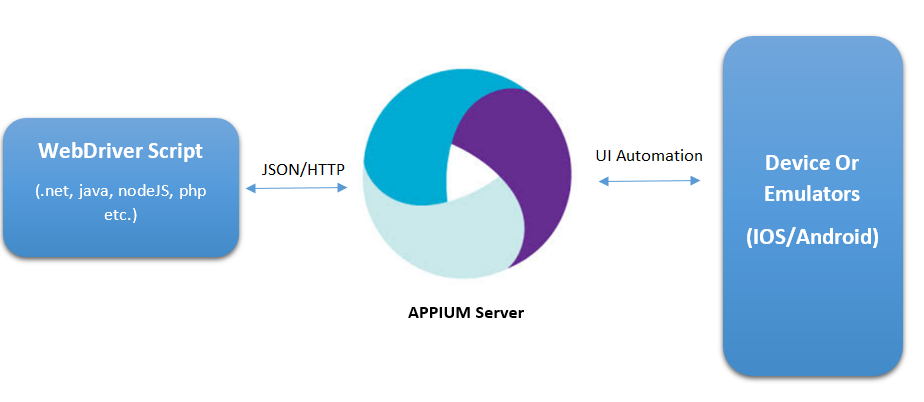 WebDriver Script
(.net, java, nodeJS, php
etc.)
JSON/HTTP
APPIUM Server
UI Automation
Device Or
Emulators
(IOS/Android)